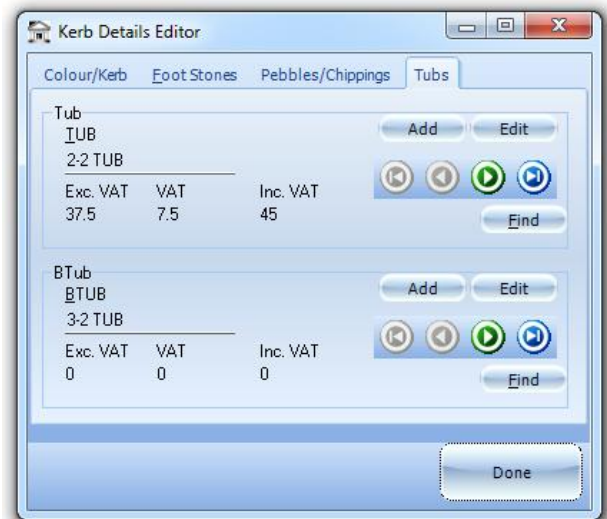 Kerb Details Editor
Colour/Kerb Foot Stones Pebbles/Chippings Tubs
Tub
TUB
2-2 TUB
Add Edit
Exc. VAT VAT Inc. VAT
37.5 7.5 45
Find
BTub
BTUB
3-2 TUB
Add Edit
Exc. VAT VAT Inc. VAT
0 0 0
Find
Done